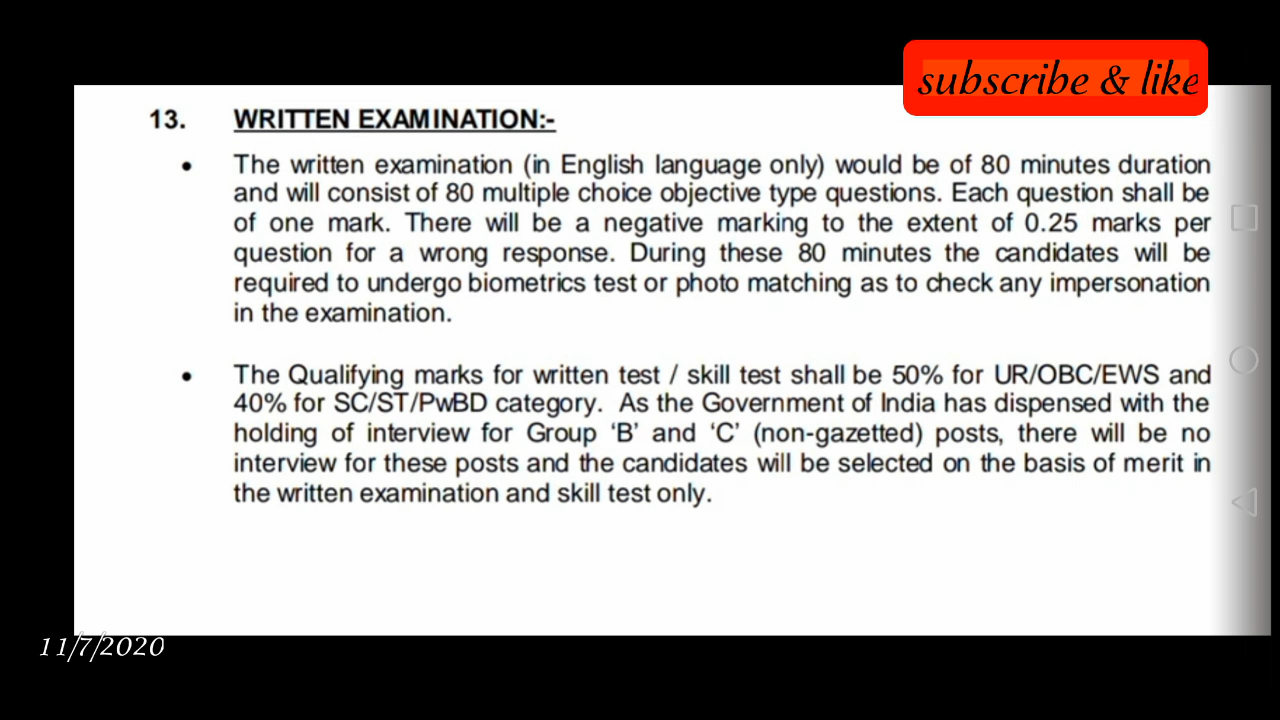 subscribe & like
13. WRITTEN EXAMINATION:-
• The written examination (in English language only) would be of 80 minutes duration
and will consist of 80 multiple choice objective type questions. Each question shall be
of one mark. There will be a negative marking to the extent of 0.25 marks per
question for a wrong response. During these 80 minutes the candidates will be
required to undergo biometrics test or photo matching as to check any impersonation
in the examination.
• The Qualifying marks for written test / skill test shall be 50% for UR/OBC/EWS and
40% for SC/ST/PwBD category. As the Government of India has dispensed with the
holding of interview for Group ‘B’ and ‘C’ (non-gazetted) posts, there will be no
interview for these posts and the candidates will be selected on the basis of merit in
the written examination and skill test only.
11/7/2020